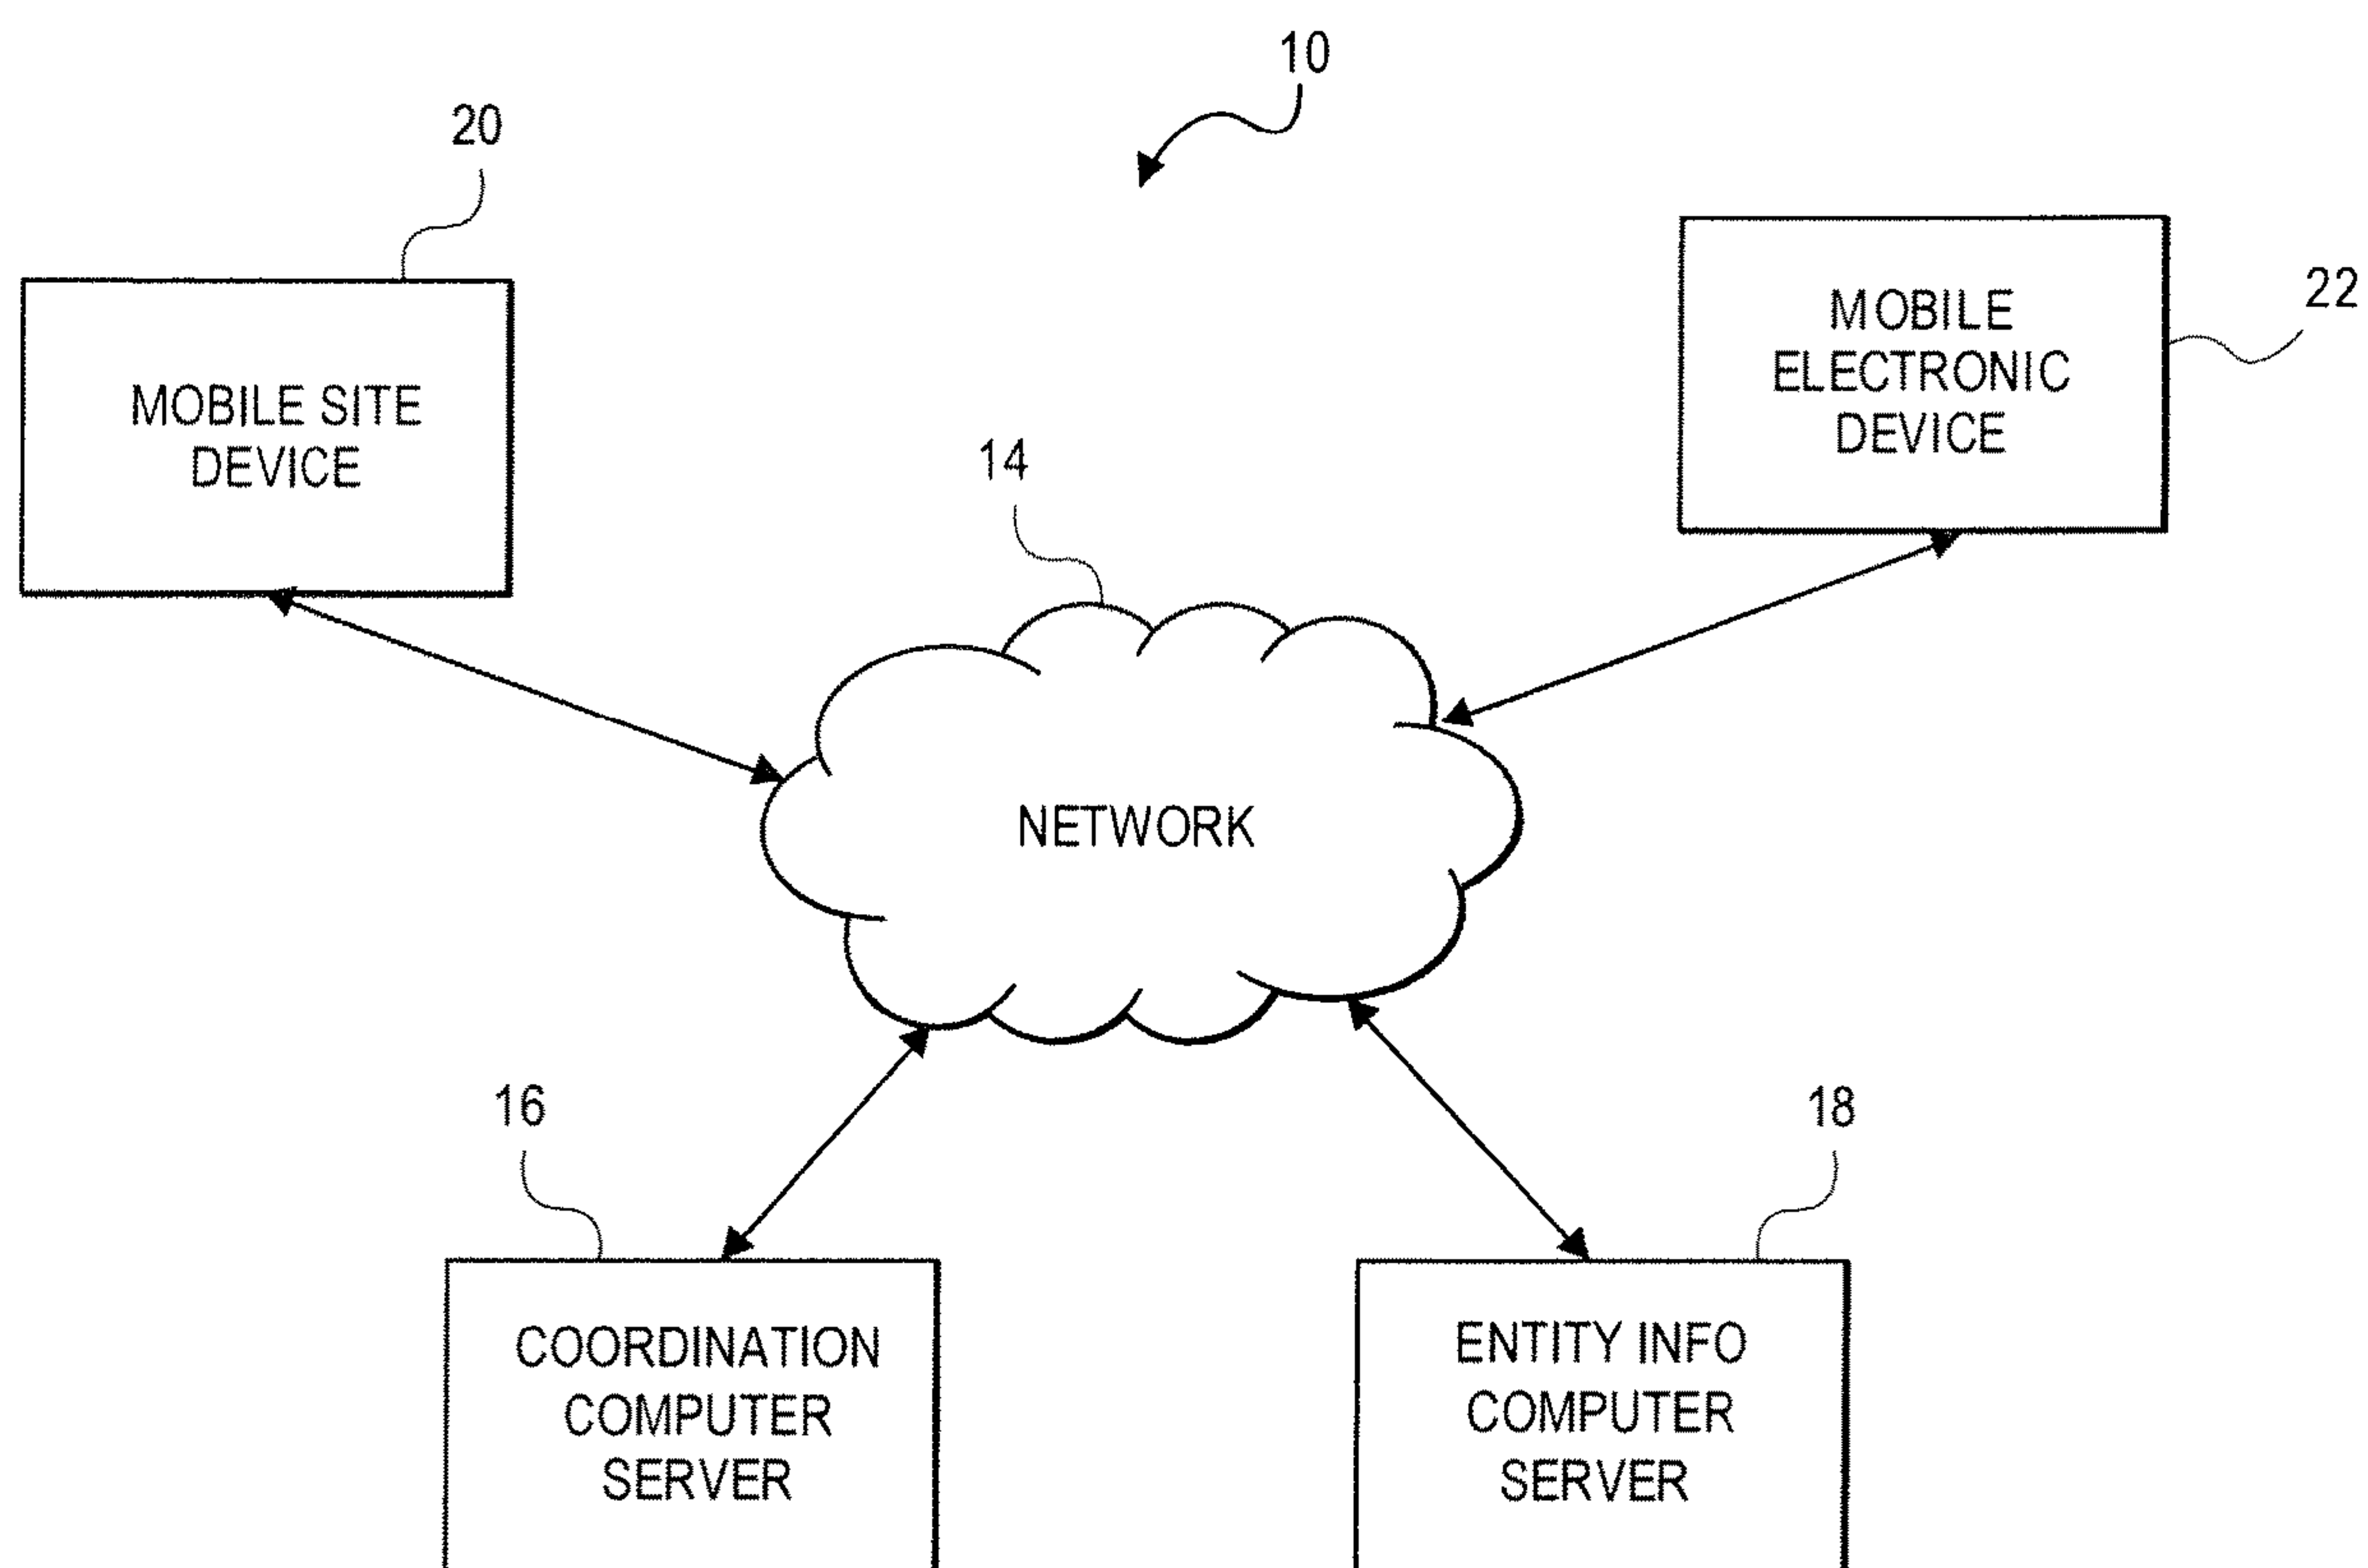 10
20
22
MOBILE SITE
DEVICE
MOBILE
ELECTRONIC
DEVICE
14
NETWORK
16
18
COORDINATION
COMPUTER
SERVER
ENTITY INFO
COMPUTER
SERVER